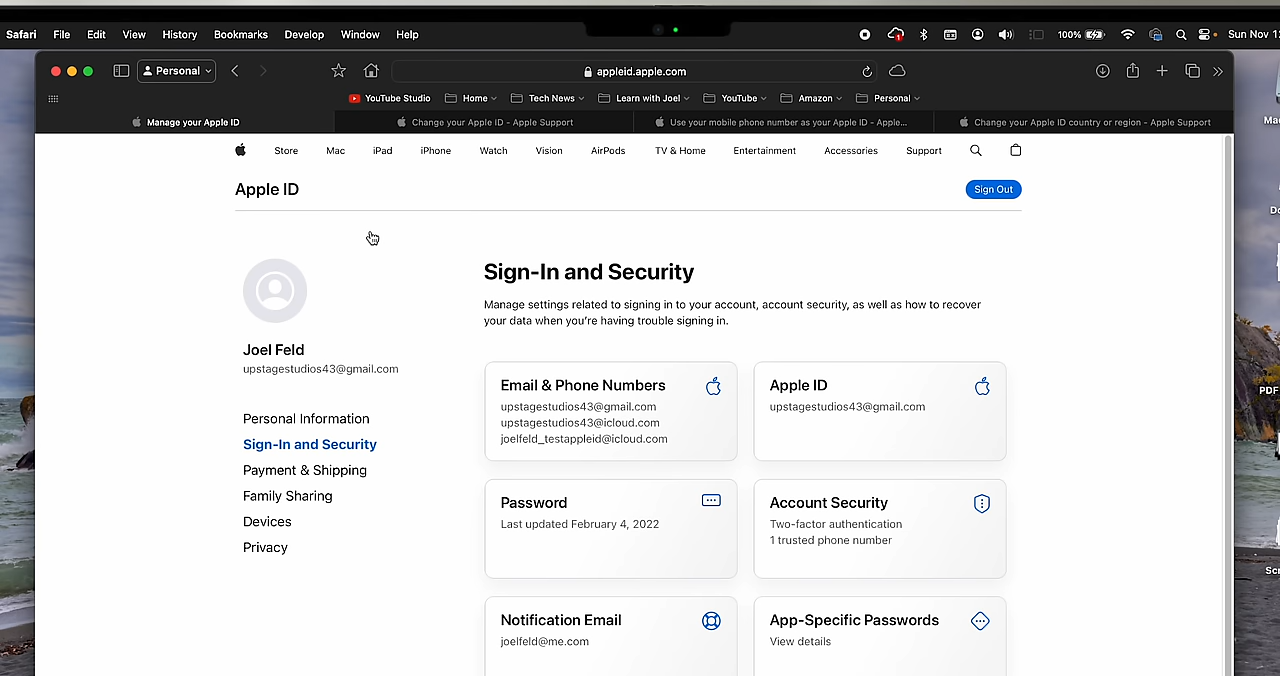 Safari File Edit View History Bookmarks Develop Window Help 100% Sun Nov 1
Personal appleid.apple.com
YouTube Studio Home Tech News Learn with Joel YouTube Amazon Personal
Manage your Apple ID Change your Apple ID - Apple Support Use your mobile phone number as your Apple ID - Apple... Change your Apple ID country or region - Apple Support
Store Mac iPad iPhone Watch Vision AirPods TV & Home Entertainment Accessories Support
Apple ID Sign Out
Joel Feld
upstagestudios43@gmail.com
Personal Information
Sign-In and Security
Payment & Shipping
Family Sharing
Devices
Privacy
Sign-In and Security
Manage settings related to signing in to your account, account security, as well as how to recover
your data when you're having trouble signing in.
Email & Phone Numbers
upstagestudios43@gmail.com
upstagestudios43@icloud.com
joelfeld_testappleid@icloud.com
Apple ID
upstagestudios43@gmail.com
Password
Last updated February 4, 2022
Account Security
Two-factor authentication
1 trusted phone number
Notification Email
joelfeld@me.com
App-Specific Passwords
View details
PDF